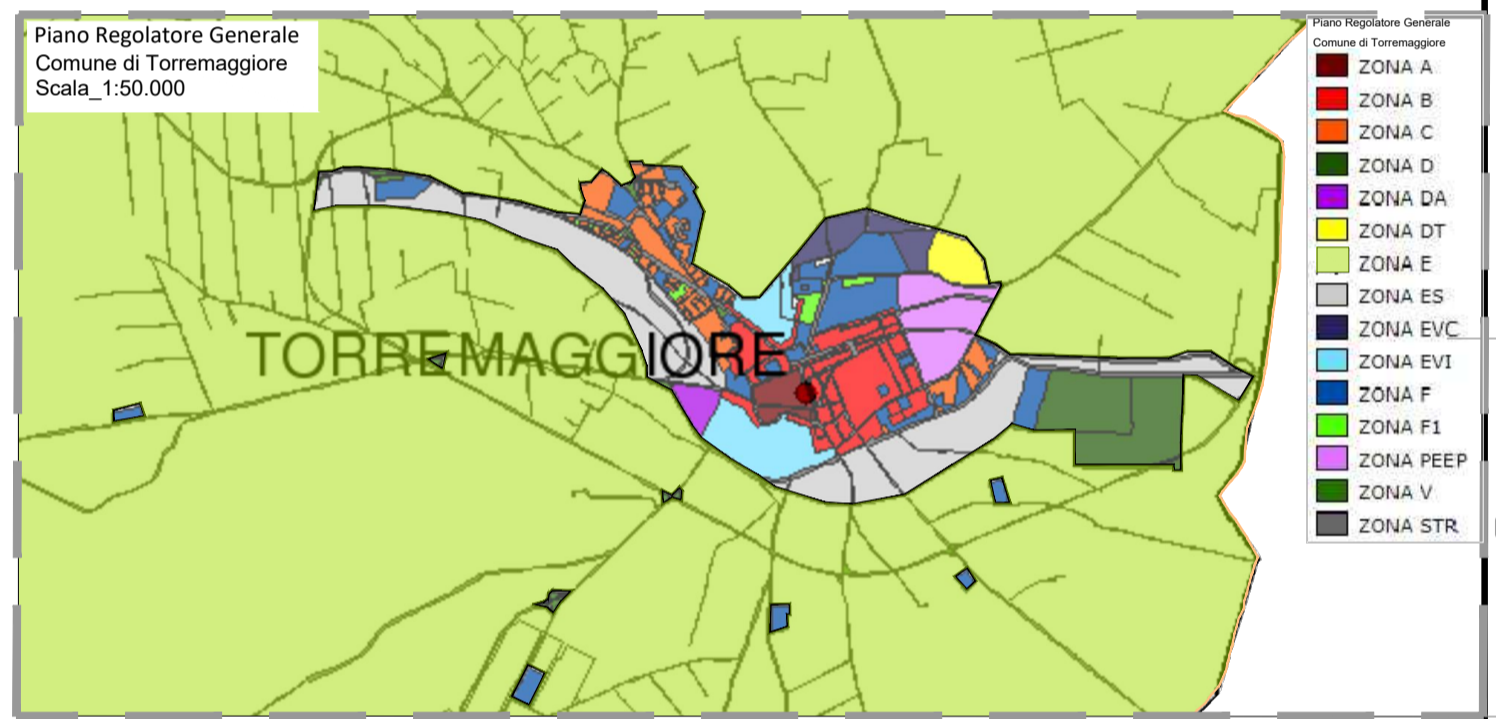 Piano Regolatore Generale
Comune di Torremaggiore
Scala_1:50.000
TORREMAGGIORE
Piano Regolatore Generale
Comune di Torremaggiore
ZONA A
ZONA B
ZONA C
ZONA D
ZONA DA
ZONA DT
ZONA E
ZONA ES
ZONA EVC
ZONA EVI
ZONA F
ZONA F1
ZONA PEEP
ZONA V
ZONA STR